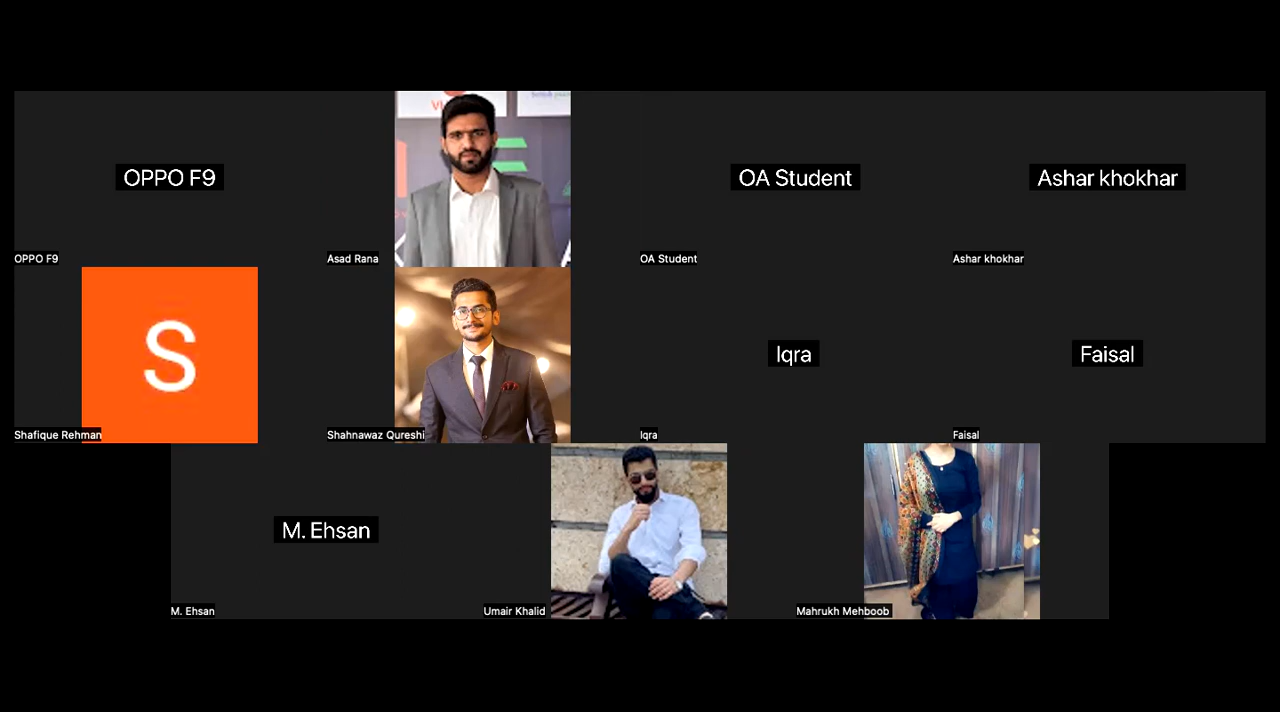 OPPO F9
OPPO F9
Asad Rana
OA Student
OA Student
Ashar khokhar
Ashar khokhar
S
Shafique Rehman
Shahnawaz Qureshi
Iqra
Iqra
Faisal
Faisal
M. Ehsan
M. Ehsan
Umair Khalid
Mahrukh Mehboob